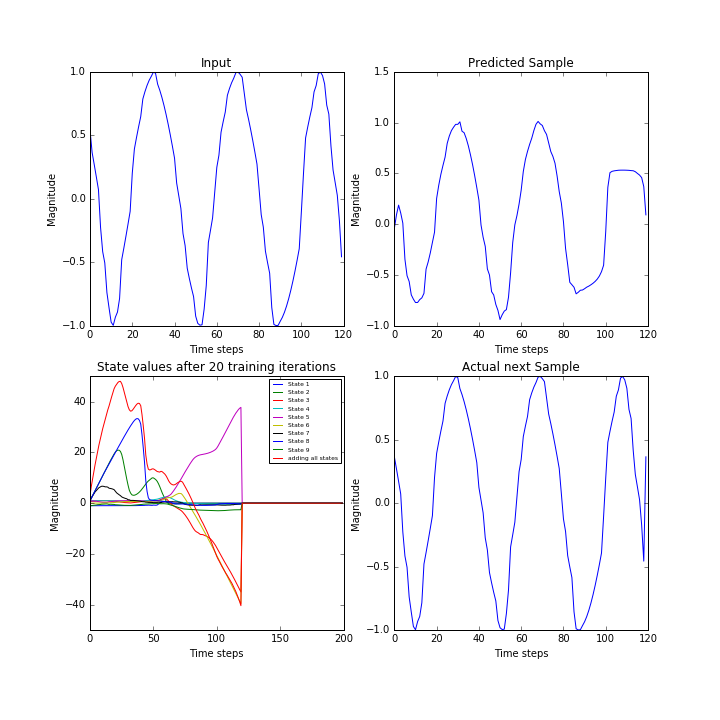 Input
1.0
0.5
0.0
−0.5
−1.0
0 20 40 60 80 100 120
Magnitude
Time steps
Predicted Sample
1.5
1.0
0.5
0.0
−0.5
−1.0
0 20 40 60 80 100 120
Magnitude
Time steps
State values after 20 training iterations
40
20
0
−20
−40
0 50 100 150 200
Magnitude
Time steps
State 1
State 2
State 3
State 4
State 5
State 6
State 7
State 8
State 9
adding all states
Actual next Sample
1.0
0.5
0.0
−0.5
−1.0
0 20 40 60 80 100 120
Magnitude
Time steps